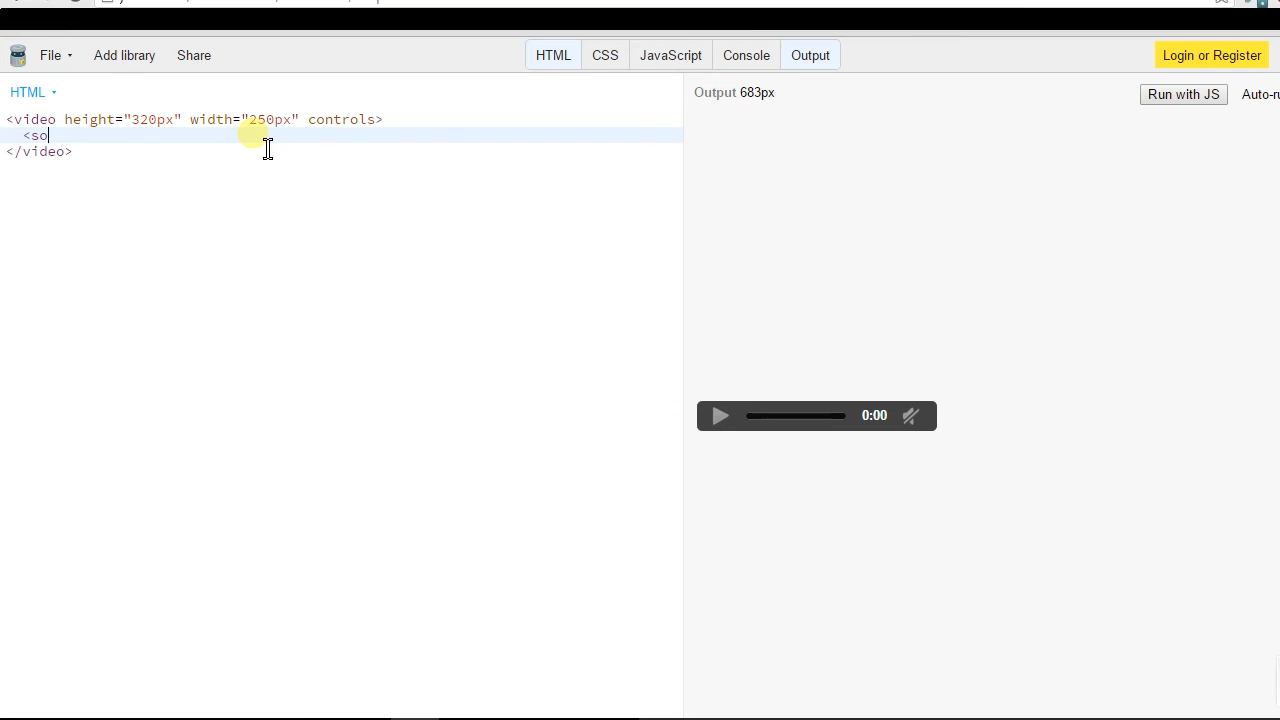 File Add library Share HTML CSS JavaScript Console Output Login or Register
HTML
Output 683px Run with JS
<video height="320px" width="250px" controls>
<so
</video>
0:00